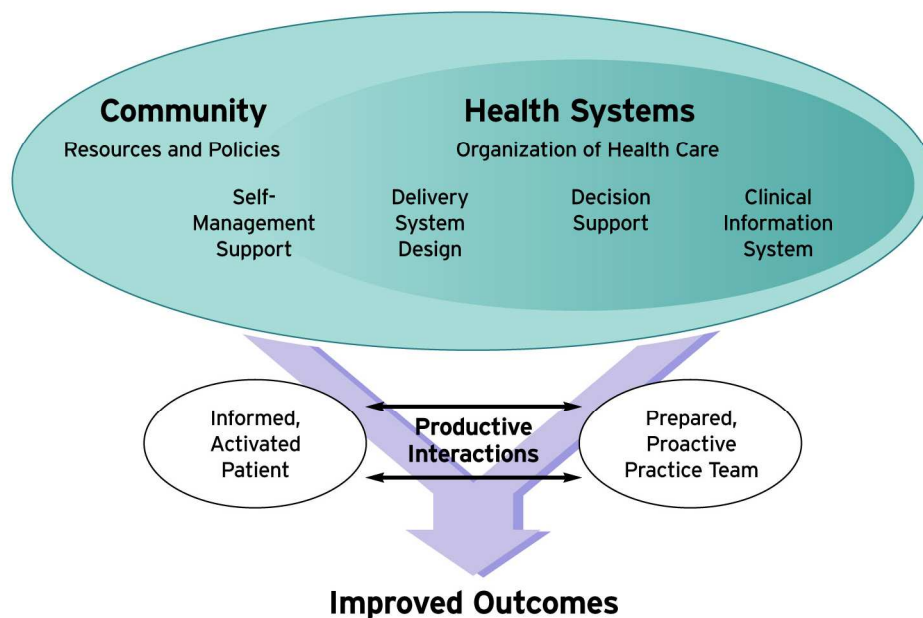 Community
Resources and Policies
Health Systems
Organization of Health Care
Self-
Management
Support
Delivery
System
Design
Decision
Support
Clinical
Information
System
Informed,
Activated
Patient
Productive
Interactions
Prepared,
Proactive
Practice Team
Improved Outcomes